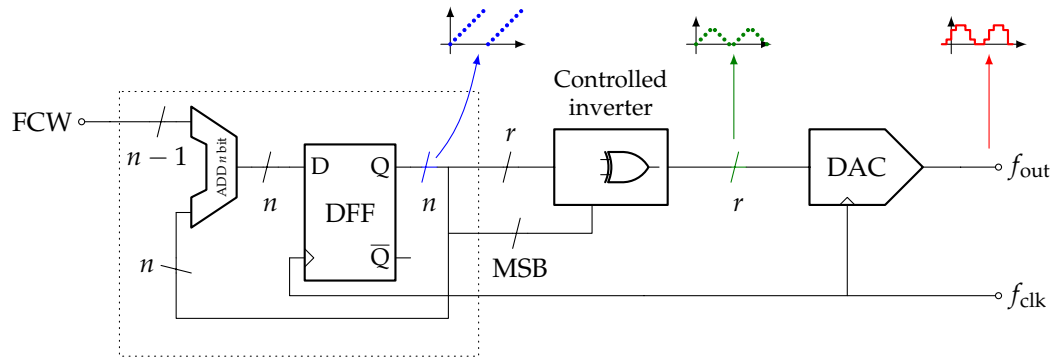 Controlled
inverter
FCW
n − 1
ADD n bit
n
D
Q
DFF
Q̅
n
n
r
MSB
r
DAC
f_out
f_clk